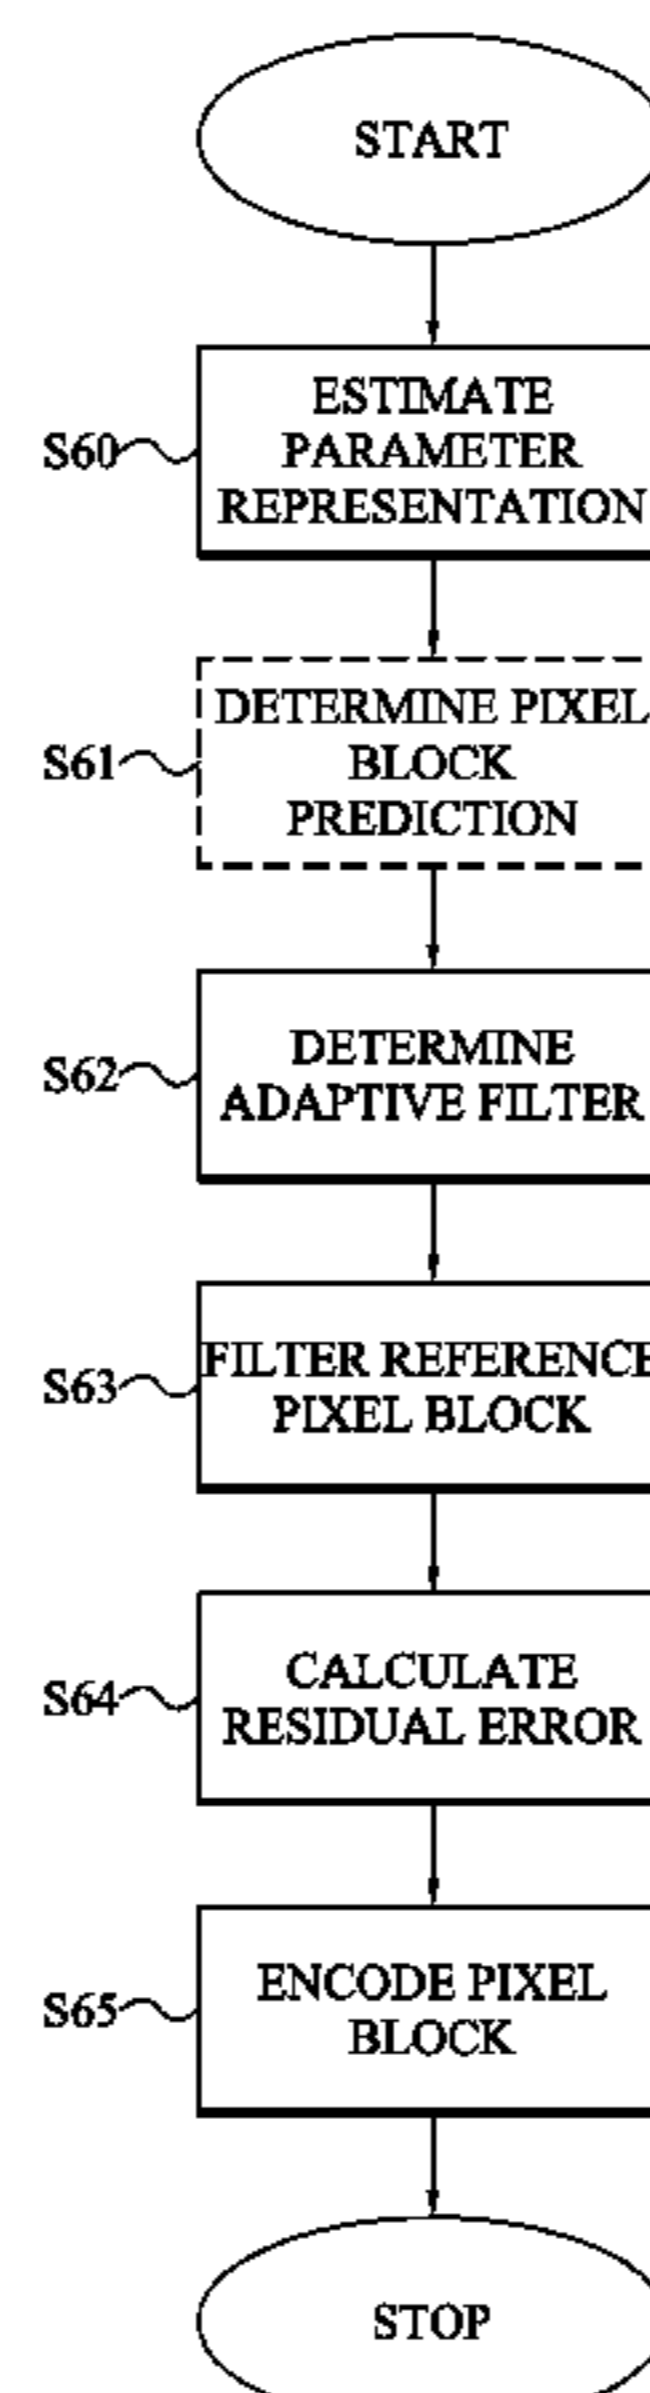 START
S60
ESTIMATE
PARAMETER
REPRESENTATION
S61
DETERMINE PIXEL
BLOCK
PREDICTION
S62
DETERMINE
ADAPTIVE FILTER
S63
FILTER REFERENCE
PIXEL BLOCK
S64
CALCULATE
RESIDUAL ERROR
S65
ENCODE PIXEL
BLOCK
STOP